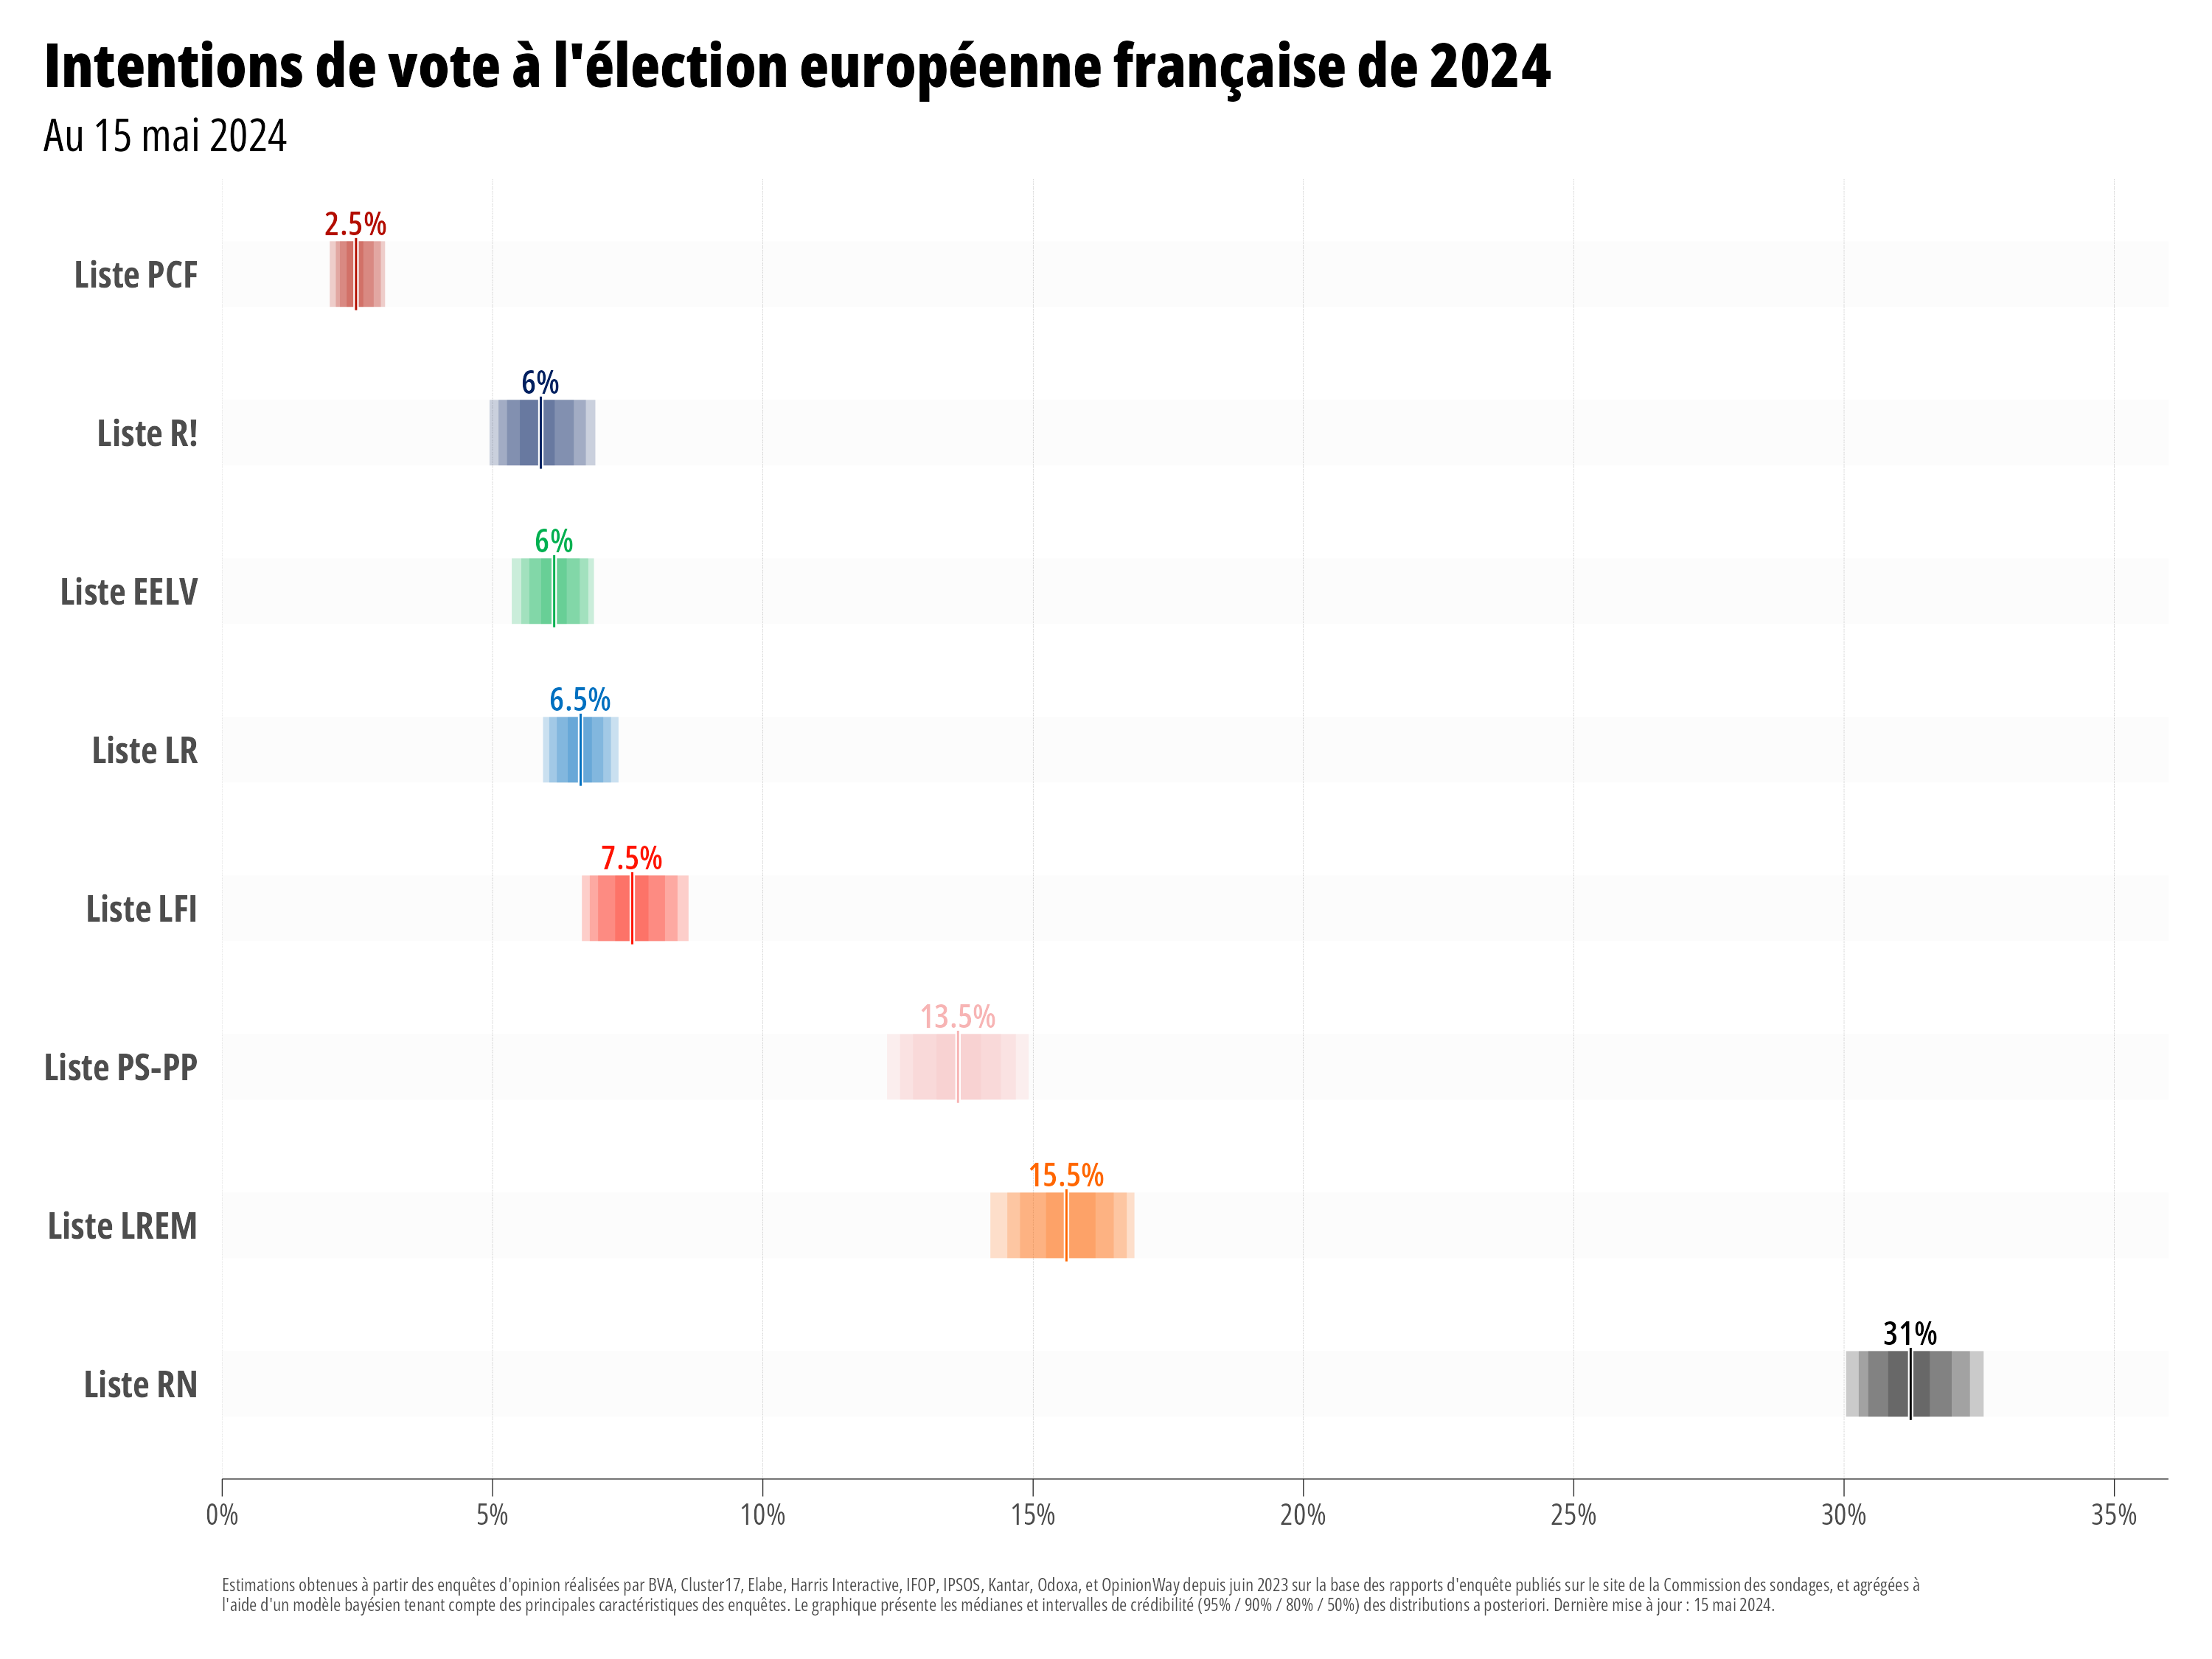 Intentions de vote à l'élection européenne française de 2024
Au 15 mai 2024
2.5%
Liste PCF
6%
Liste R!
6%
Liste EELV
6.5%
Liste LR
7.5%
Liste LFI
13.5%
Liste PS-PP
15.5%
Liste LREM
31%
Liste RN
0% 5% 10% 15% 20% 25% 30% 35%
Estimations obtenues à partir des enquêtes d'opinion réalisées par BVA, Cluster17, Elabe, Harris Interactive, IFOP, IPSOS, Kantar, Odoxa, et OpinionWay depuis juin 2023 sur la base des rapports d'enquête publiés sur le site de la Commission des sondages, et agrégées à
l'aide d'un modèle bayésien tenant compte des principales caractéristiques des enquêtes. Le graphique présente les médianes et intervalles de crédibilité (95% / 90% / 80% / 50%) des distributions a posteriori. Dernière mise à jour : 15 mai 2024.